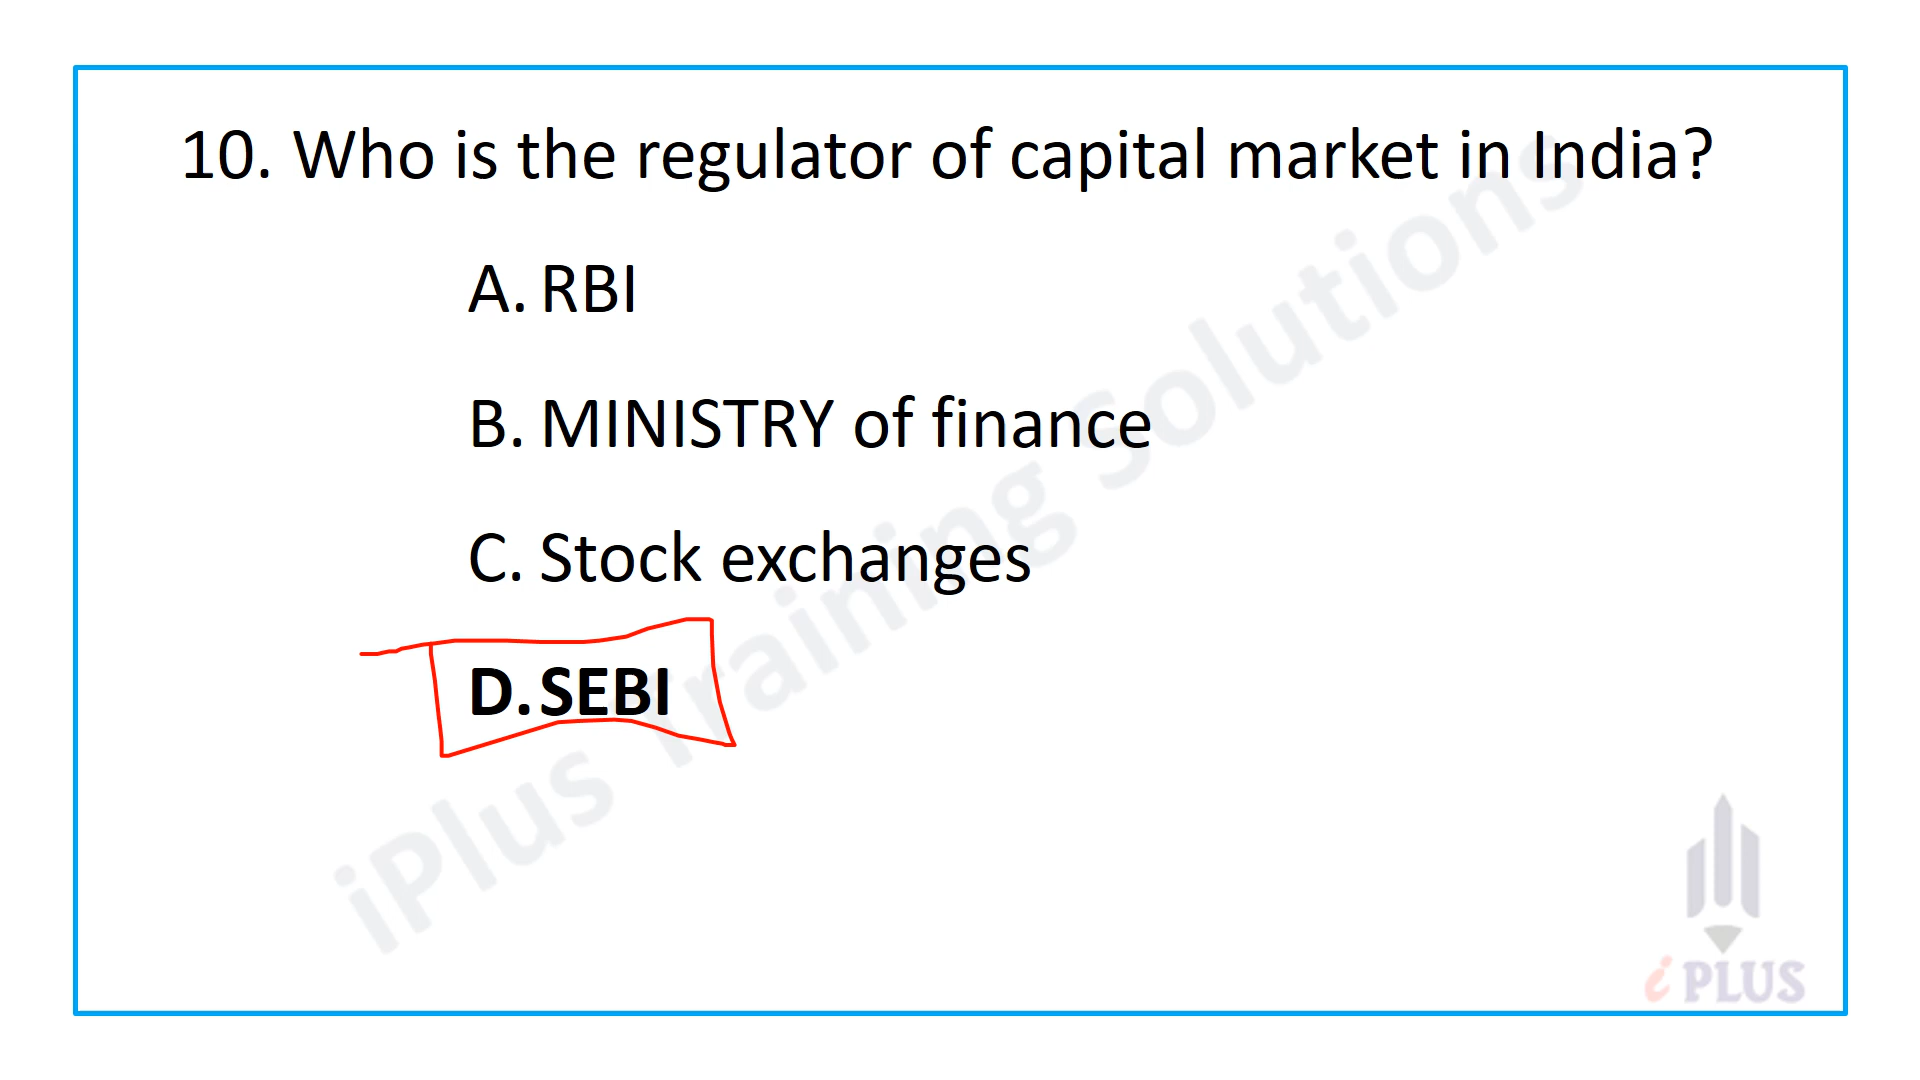 10. Who is the regulator of capital market in India?
A. RBI
B. MINISTRY of finance
C. Stock exchanges
D. SEBI
iPlus Training Solutions
i PLUS